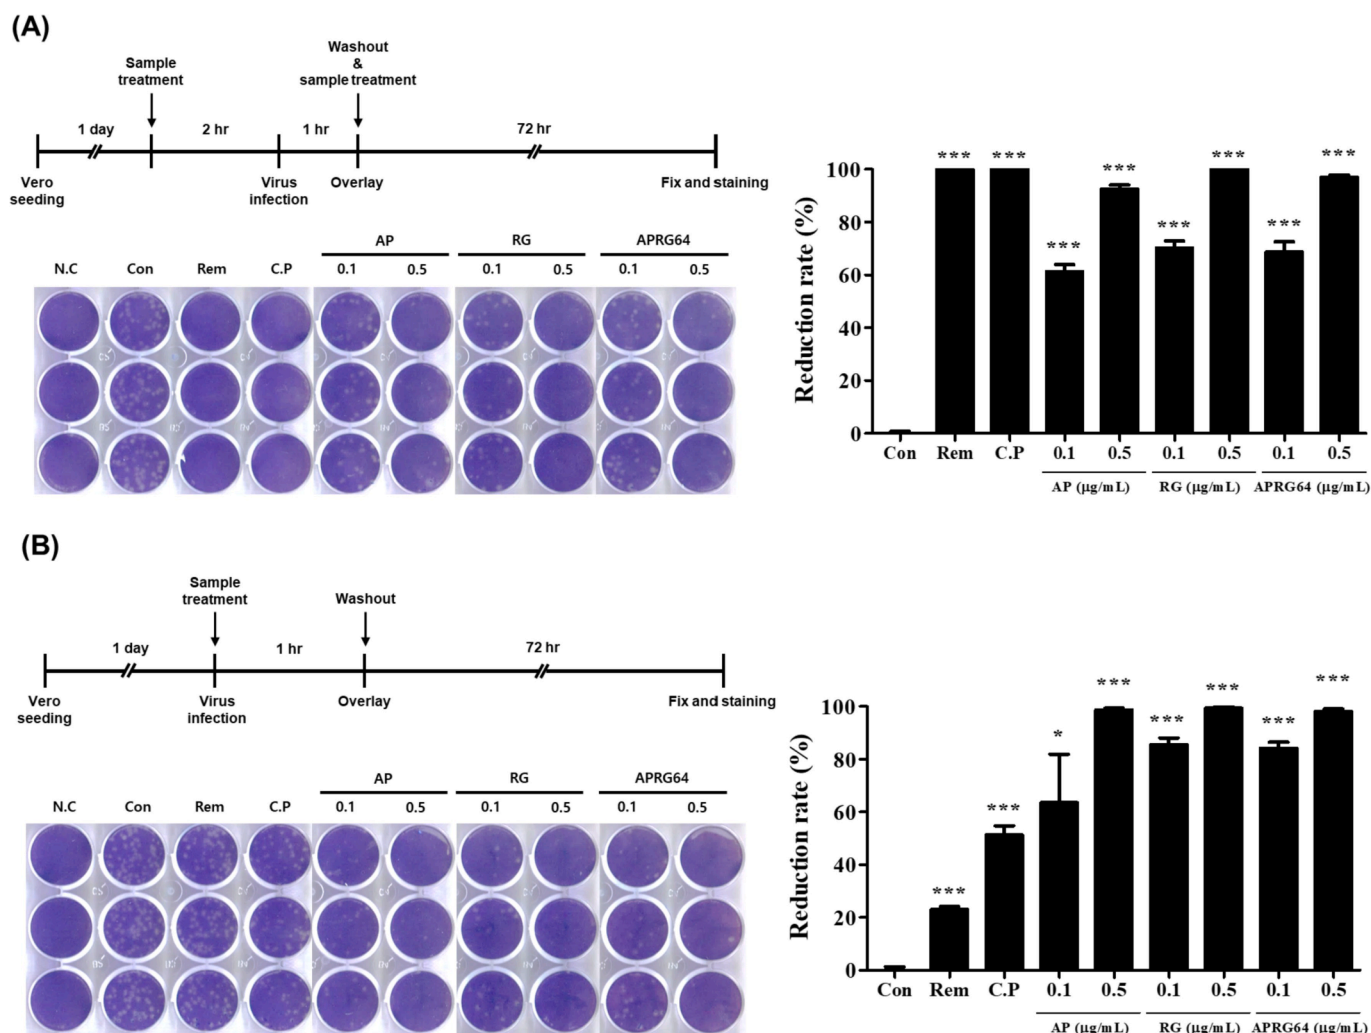 (A)
Sample
treatment
Washout
&
sample treatment
1 day
2 hr
1 hr
72 hr
Vero
seeding
Virus
infection
Overlay
Fix and staining
AP
RG
APRG64
N.C
Con
Rem
C.P
0.1
0.5
0.1
0.5
0.1
0.5
Reduction rate (%)
100
80
60
40
20
0
***
***
***
***
***
***
***
***
Con
Rem
C.P
0.1
0.5
0.1
0.5
0.1
0.5
AP (μg/mL)
RG (μg/mL)
APRG64 (μg/mL)
(B)
Sample
treatment
Washout
1 day
1 hr
72 hr
Vero
seeding
Virus
infection
Overlay
Fix and staining
AP
RG
APRG64
N.C
Con
Rem
C.P
0.1
0.5
0.1
0.5
0.1
0.5
Reduction rate (%)
100
80
60
40
20
0
***
***
*
***
***
***
***
***
Con
Rem
C.P
0.1
0.5
0.1
0.5
0.1
0.5
AP (μg/mL)
RG (μg/mL)
APRG64 (μg/mL)